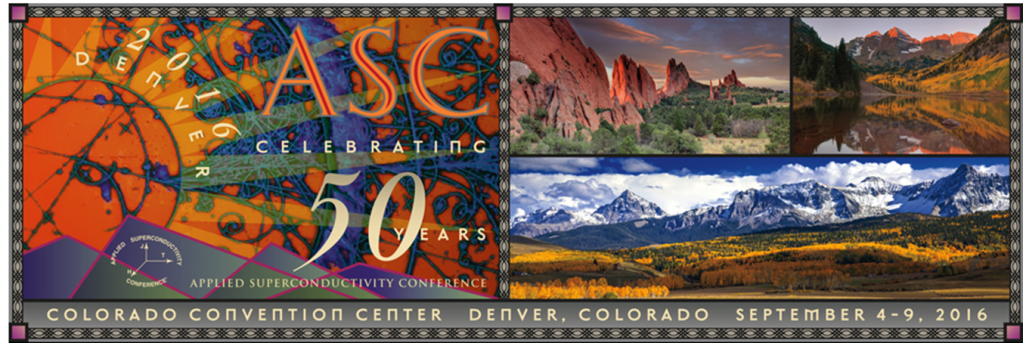 DENVER
2016
ASC
CELEBRATING
50
YEARS
APPLIED SUPERCONDUCTIVITY CONFERENCE
J
T
H
APPLIED SUPERCONDUCTIVITY CONFERENCE
COLORADO CONVENTION CENTER DENVER, COLORADO SEPTEMBER 4-9, 2016